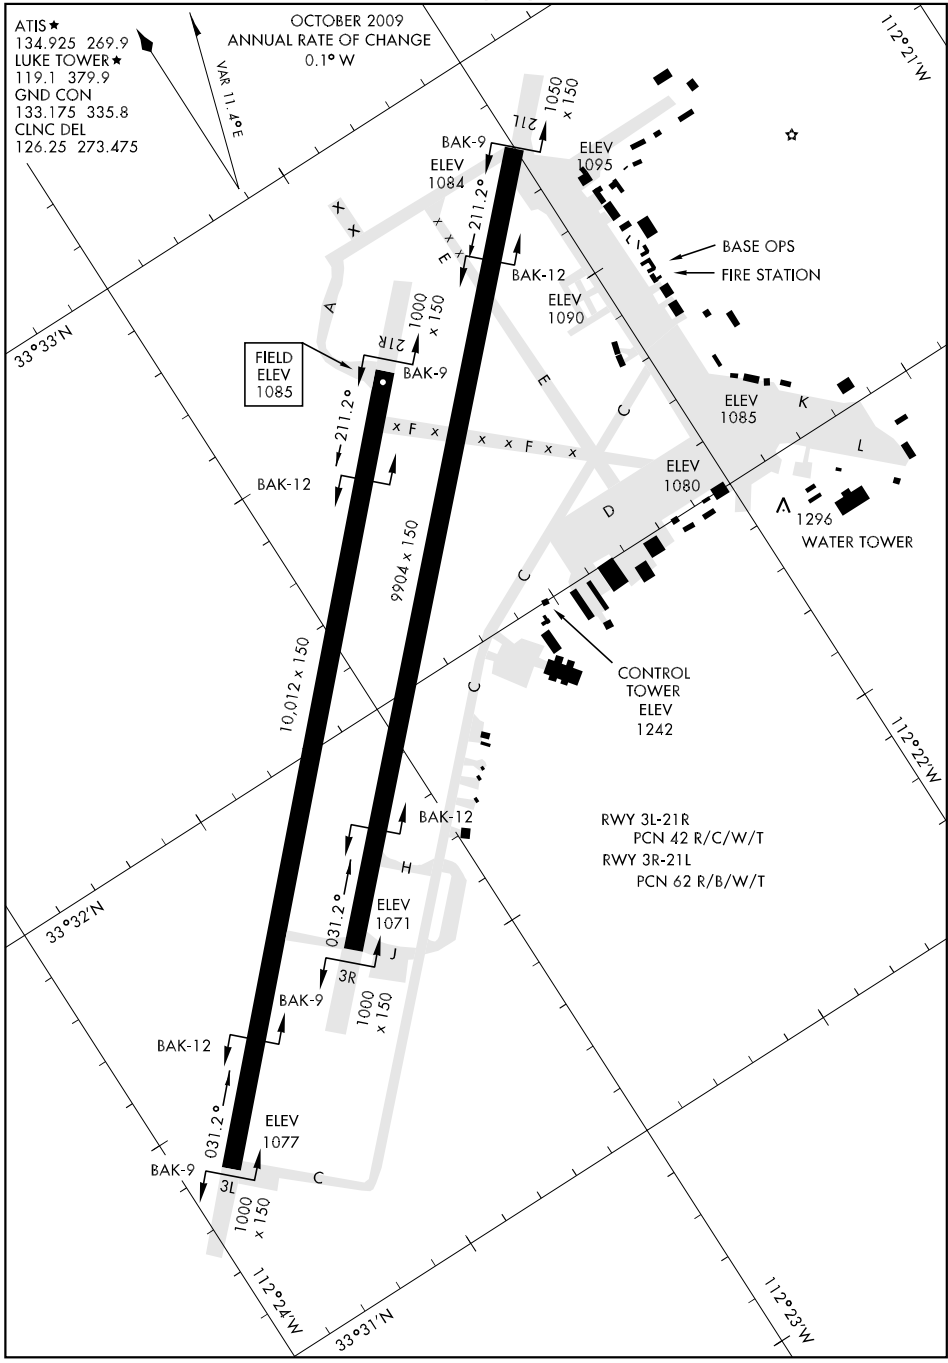 ATIS★
134.925 269.9
LUKE TOWER★
119.1 379.9
GND CON
133.175 335.8
CLNC DEL
126.25 273.475
VAR 11.4°E
OCTOBER 2009
ANNUAL RATE OF CHANGE
0.1° W
112°21'W
33°33'N
BAK-9
21L
1050
x 150
ELEV
1084
ELEV
1095
211.2°
x x
x x x
E
A
BAK-12
ELEV
1090
BASE OPS
FIRE STATION
FIELD
ELEV
1085
21R
1000
x 150
BAK-9
211.2°
x F x x x F x x
E
C
ELEV
1085
K
L
BAK-12
ELEV
1080
D
1296
WATER TOWER
9904 x 150
C
10,012 x 150
C
CONTROL
TOWER
ELEV
1242
112°22'W
BAK-12
RWY 3L-21R
PCN 42 R/C/W/T
RWY 3R-21L
PCN 62 R/B/W/T
H
33°32'N
031.2°
ELEV
1071
J
3R
BAK-9
1000
x 150
BAK-12
031.2°
ELEV
1077
BAK-9
3L
C
1000
x 150
112°24'W
33°31'N
112°23'W